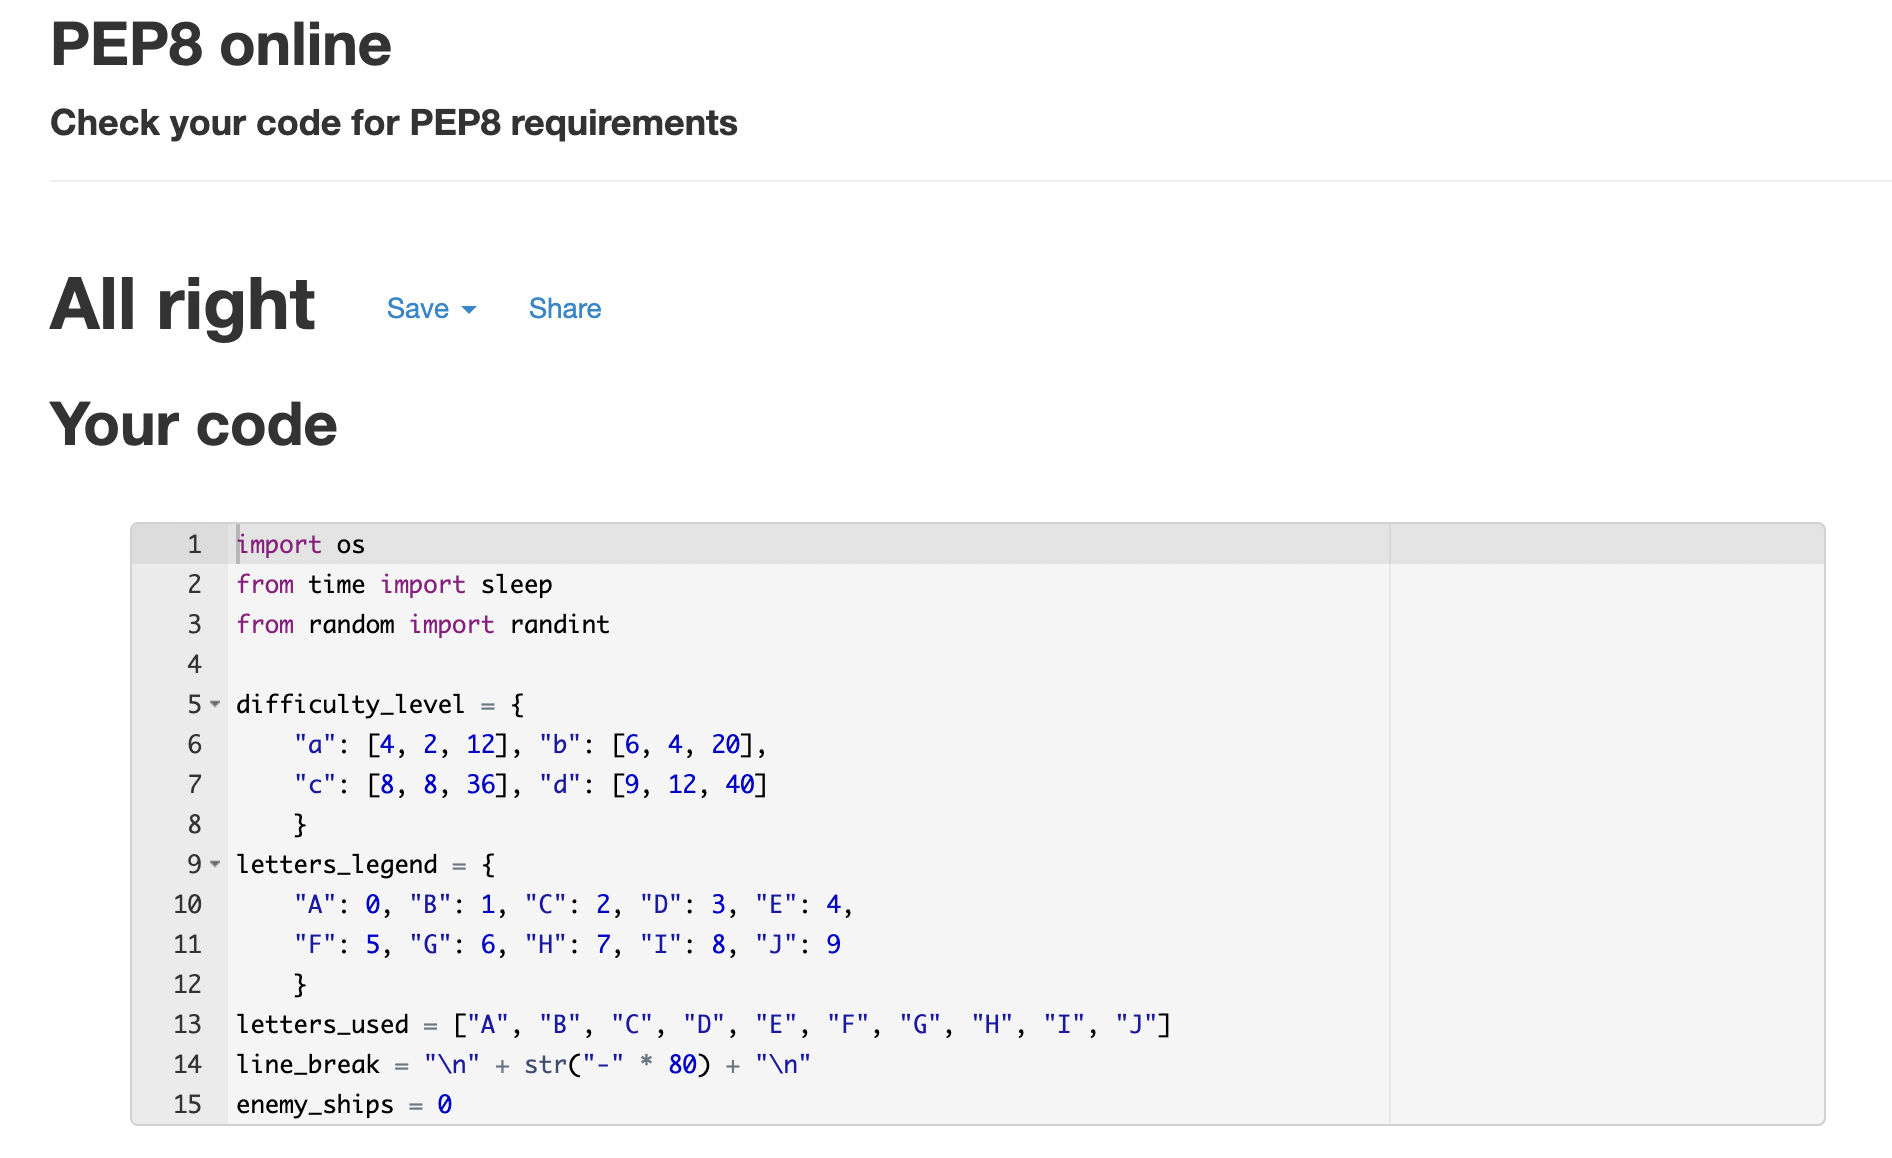 PEP8 online
Check your code for PEP8 requirements
All right Save Share
Your code
1 import os
2 from time import sleep
3 from random import randint
4
5 difficulty_level = {
6     "a": [4, 2, 12], "b": [6, 4, 20],
7     "c": [8, 8, 36], "d": [9, 12, 40]
8     }
9 letters_legend = {
10     "A": 0, "B": 1, "C": 2, "D": 3, "E": 4,
11     "F": 5, "G": 6, "H": 7, "I": 8, "J": 9
12     }
13 letters_used = ["A", "B", "C", "D", "E", "F", "G", "H", "I", "J"]
14 line_break = "\n" + str("-" * 80) + "\n"
15 enemy_ships = 0